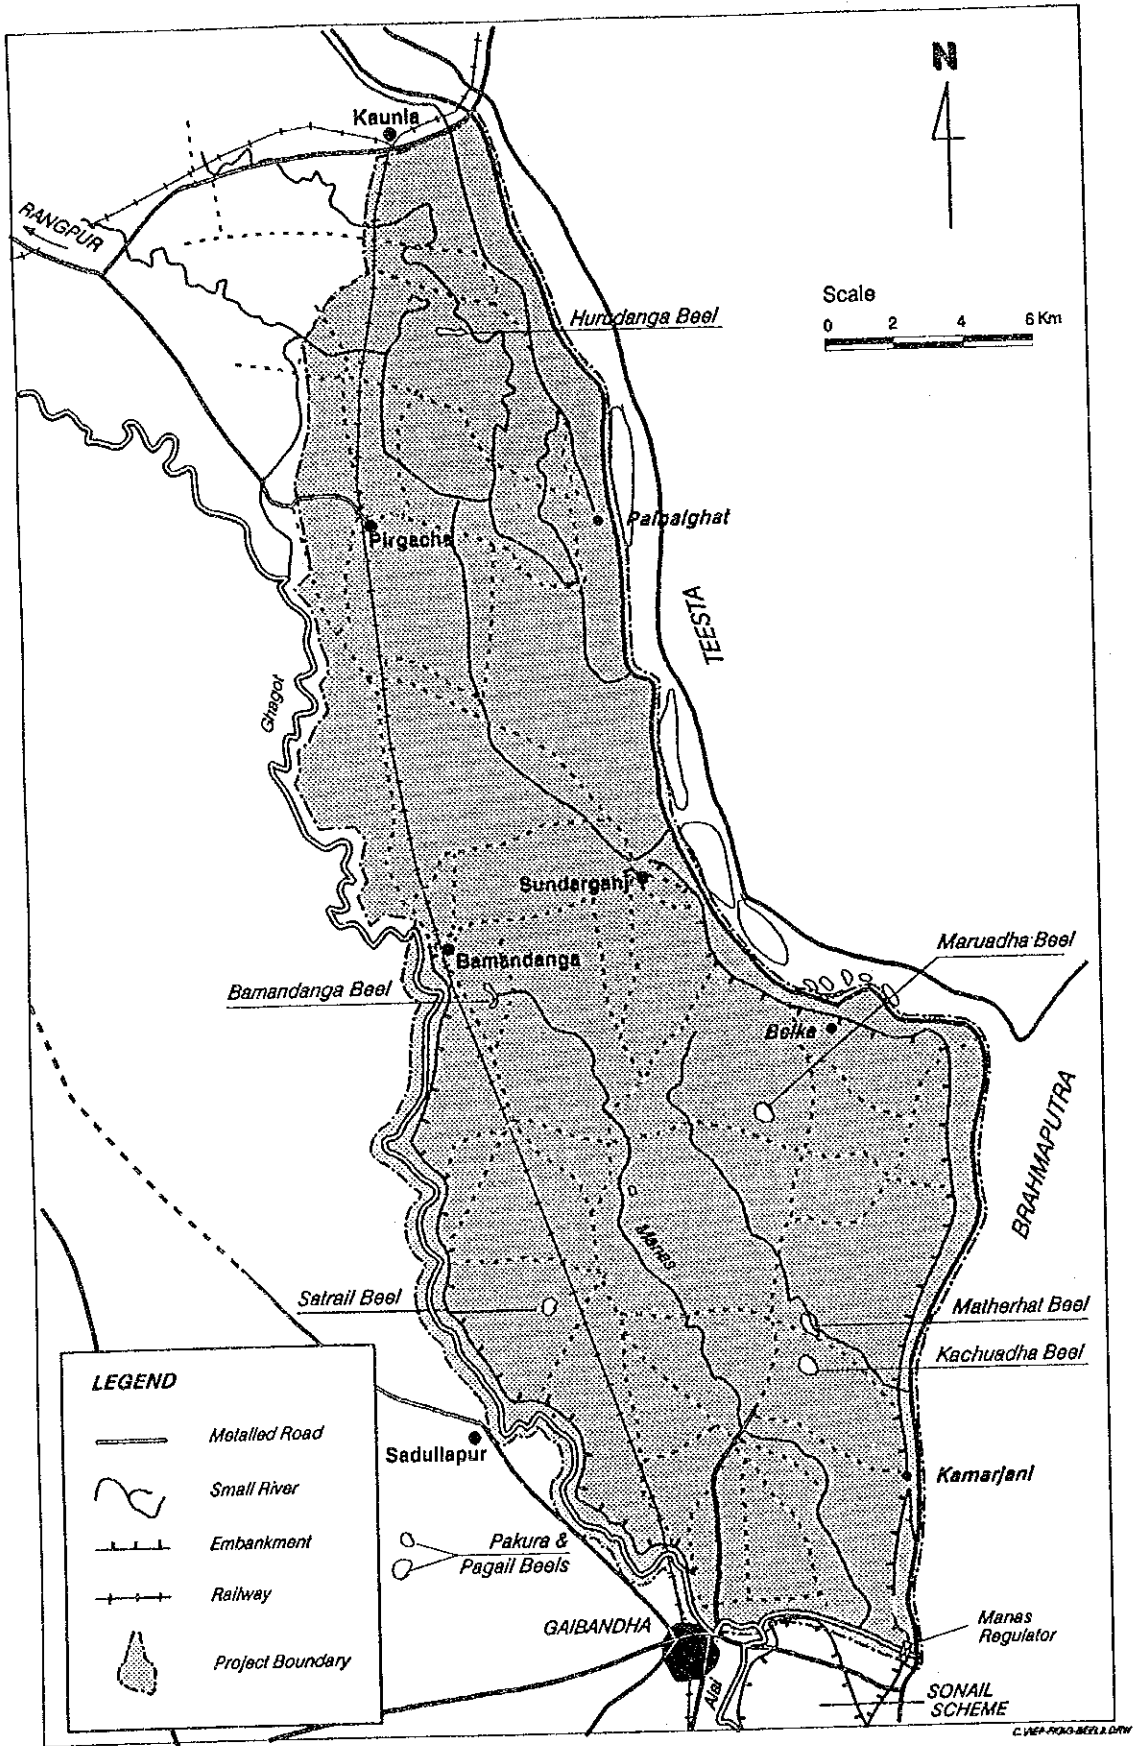 N
Kaunia
RANGPUR
Scale
0 2 4 6 Km
Hurudanga Beel
Paipalghat
Pirgacha
TEESTA
Ghagot
Sundarganj
Maruadha Beel
Bamandanga
Bamandanga Beel
Belka
BRAHMAPUTRA
Manas
Satrail Beel
Matherhat Beel
Kachuadha Beel
LEGEND
Metalled Road
Small River
Embankment
Railway
Project Boundary
Sadullapur
Kamarjani
Pakura &
Pagail Beels
GAIBANDHA
Manas
Regulator
Alai
SONAIL
SCHEME